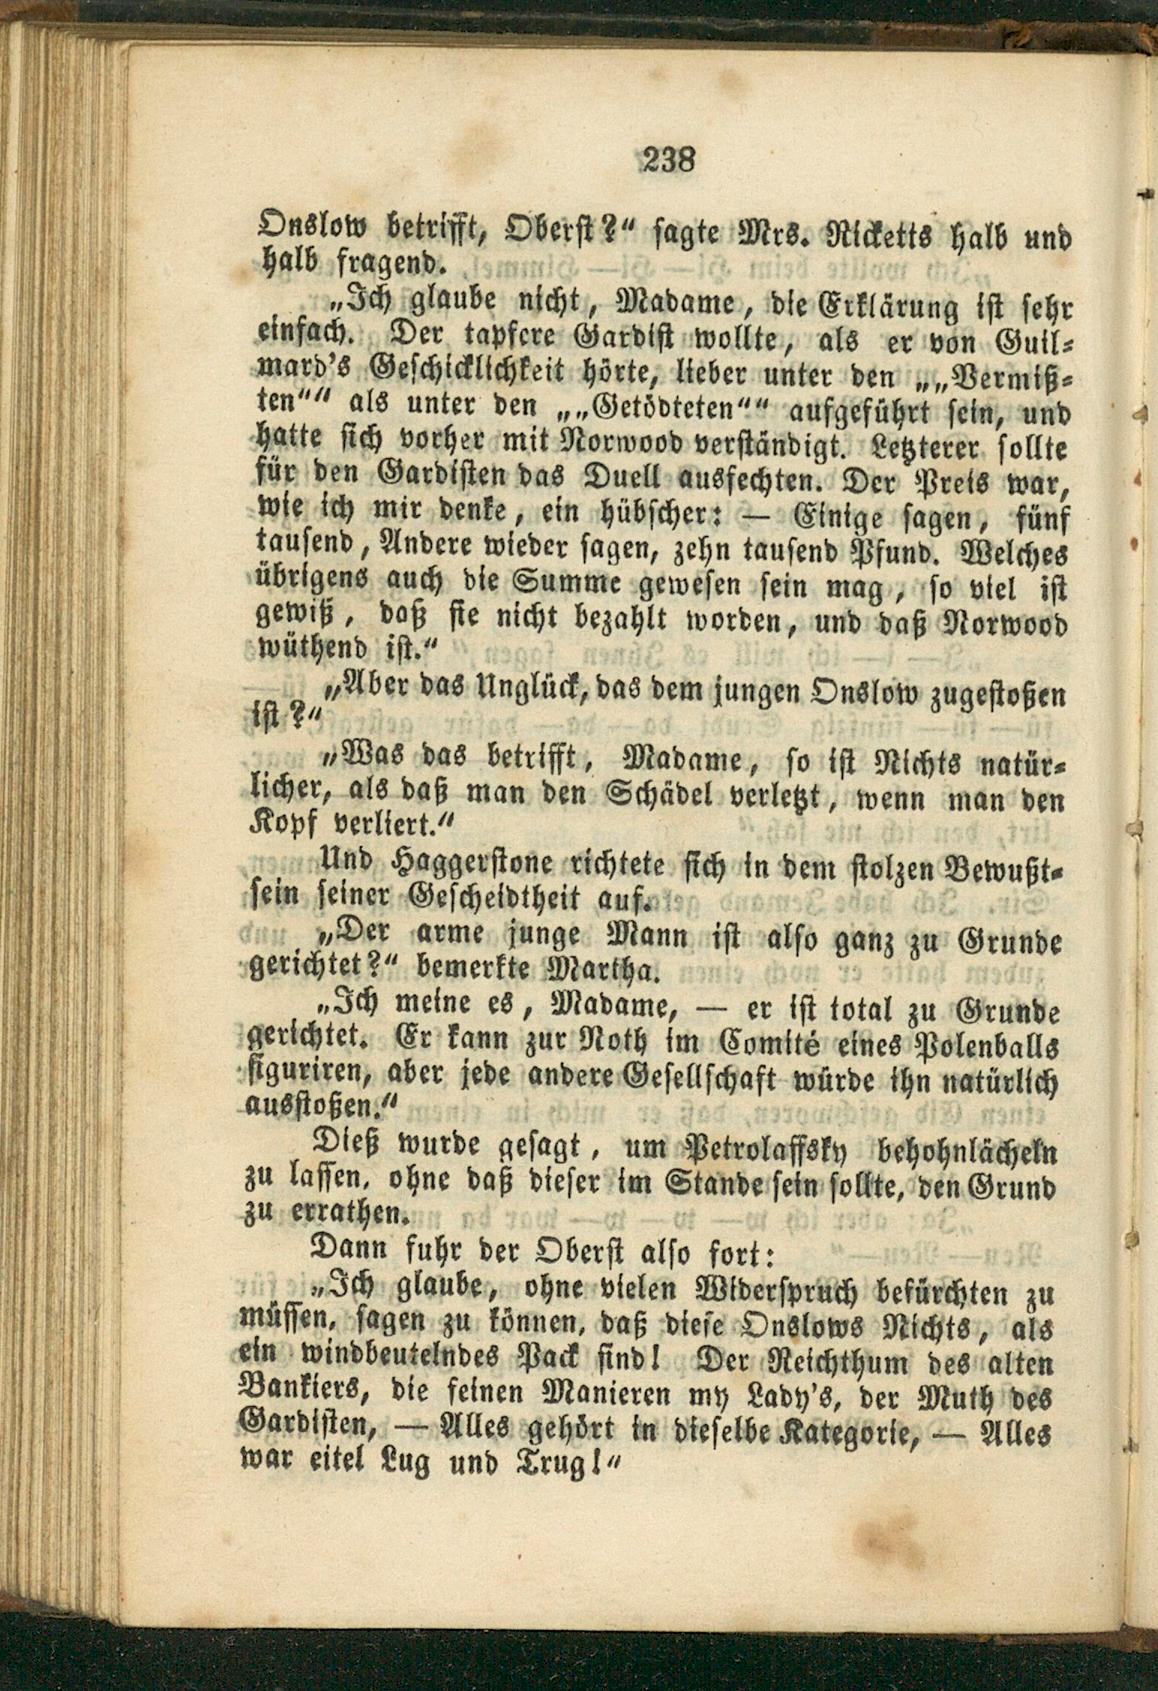 238
Onslow betrifft, Oberst?“ sagte Mrs. Ricketts halb und
halb fragend.
„Ich glaube nicht, Madame, die Erklärung ist sehr
einfach. Der tapfere Gardist wollte, als er von Guil-
mard's Geschicklichkeit hörte, lieber unter den „„Vermiß-
ten““ als unter den „„Getödteten““ aufgeführt sein, und
hatte sich vorher mit Norwood verständigt. Letzterer sollte
für den Gardisten das Duell ausfechten. Der Preis war,
wie ich mir denke, ein hübscher: — Einige sagen, fünf
tausend, Andere wieder sagen, zehn tausend Pfund. Welches
übrigens auch die Summe gewesen sein mag, so viel ist
gewiß, daß sie nicht bezahlt worden, und daß Norwood
wüthend ist.“
„Aber das Unglück, das dem jungen Onslow zugestoßen
ist?“
„Was das betrifft, Madame, so ist Nichts natür-
licher, als daß man den Schädel verletzt, wenn man den
Kopf verliert.“
Und Haggerstone richtete sich in dem stolzen Bewußt-
sein seiner Gescheidtheit auf.
„Der arme junge Mann ist also ganz zu Grunde
gerichtet?“ bemerkte Martha.
„Ich meine es, Madame, — er ist total zu Grunde
gerichtet. Er kann zur Noth im Comité eines Polenballs
figuriren, aber jede andere Gesellschaft würde ihn natürlich
ausstoßen.“
Dieß wurde gesagt, um Petrolaffsky behohnlächeln
zu lassen, ohne daß dieser im Stande sein sollte, den Grund
zu errathen.
Dann fuhr der Oberst also fort:
„Ich glaube, ohne vielen Widerspruch befürchten zu
müssen, sagen zu können, daß diese Onslows Nichts, als
ein windbeutelndes Pack sind! Der Reichthum des alten
Bankiers, die feinen Manieren my Lady's, der Muth des
Gardisten, — Alles gehört in dieselbe Kategorie, — Alles
war eitel Lug und Trug!“